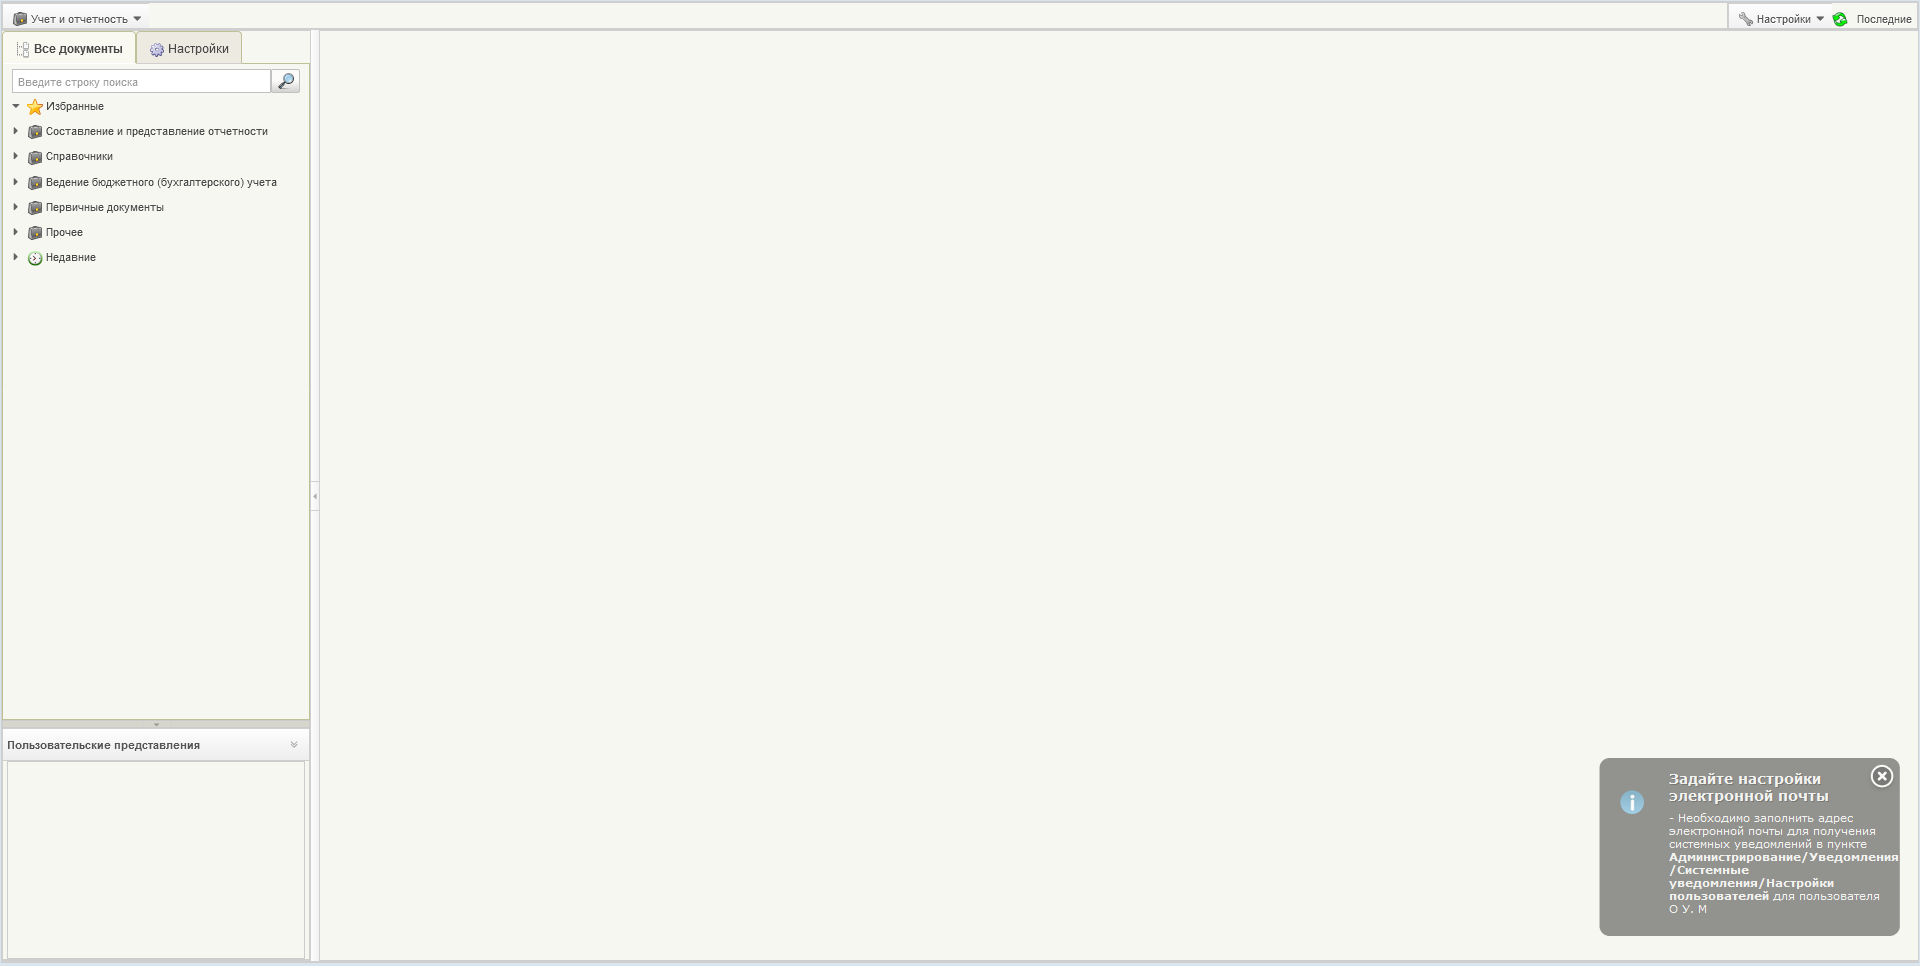 Учет и отчетность
Настройки
Последние
Все документы
Настройки
Введите строку поиска
Избранные
Составление и представление отчетности
Справочники
Ведение бюджетного (бухгалтерского) учета
Первичные документы
Прочее
Недавние
Пользовательские представления
Задайте настройки
электронной почты
- Необходимо заполнить адрес
электронной почты для получения
системных уведомлений в пункте
Администрирование/Уведомления
/Системные
уведомления/Настройки
пользователей для пользователя
О У. М